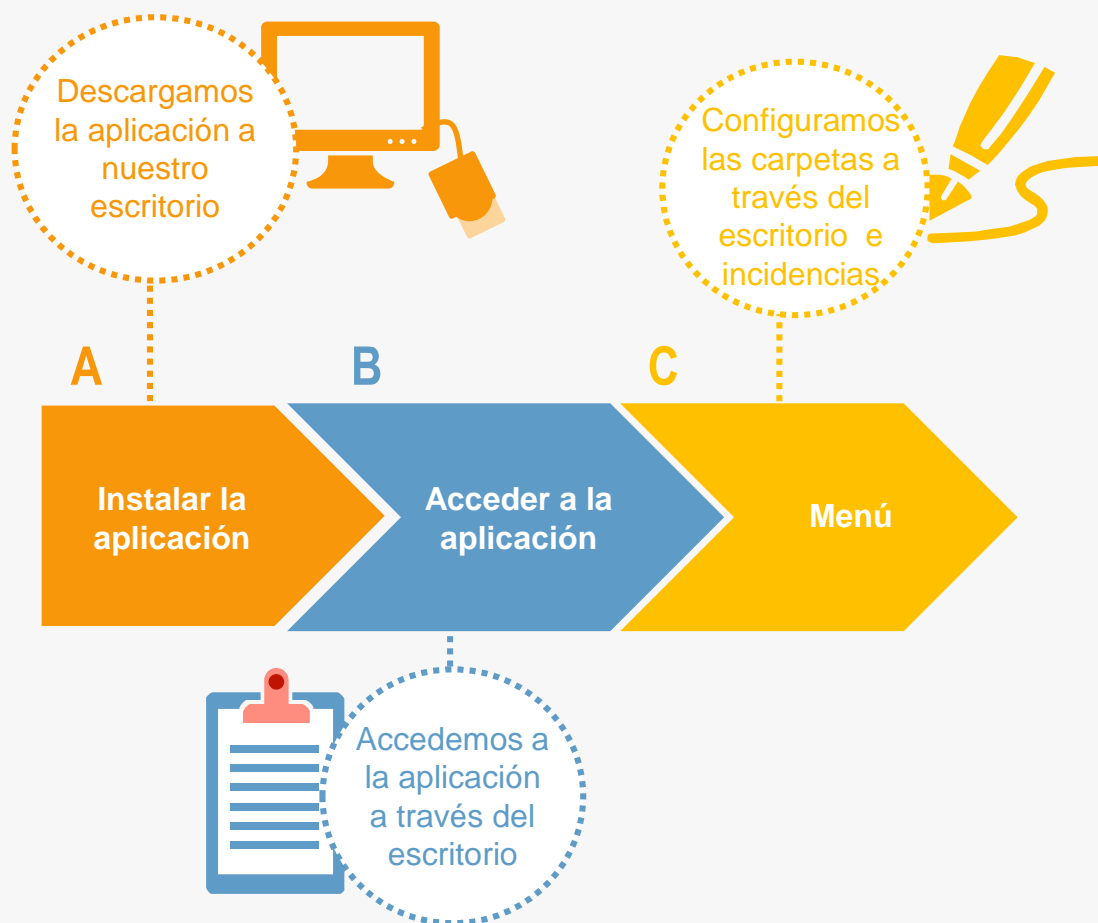 Descargamos
la aplicación a
nuestro
escritorio
Configuramos
las carpetas a
través del
escritorio e
incidencias
A
B
C
Instalar la
aplicación
Acceder a la
aplicación
Menú
Accedemos a
la aplicación
a través del
escritorio